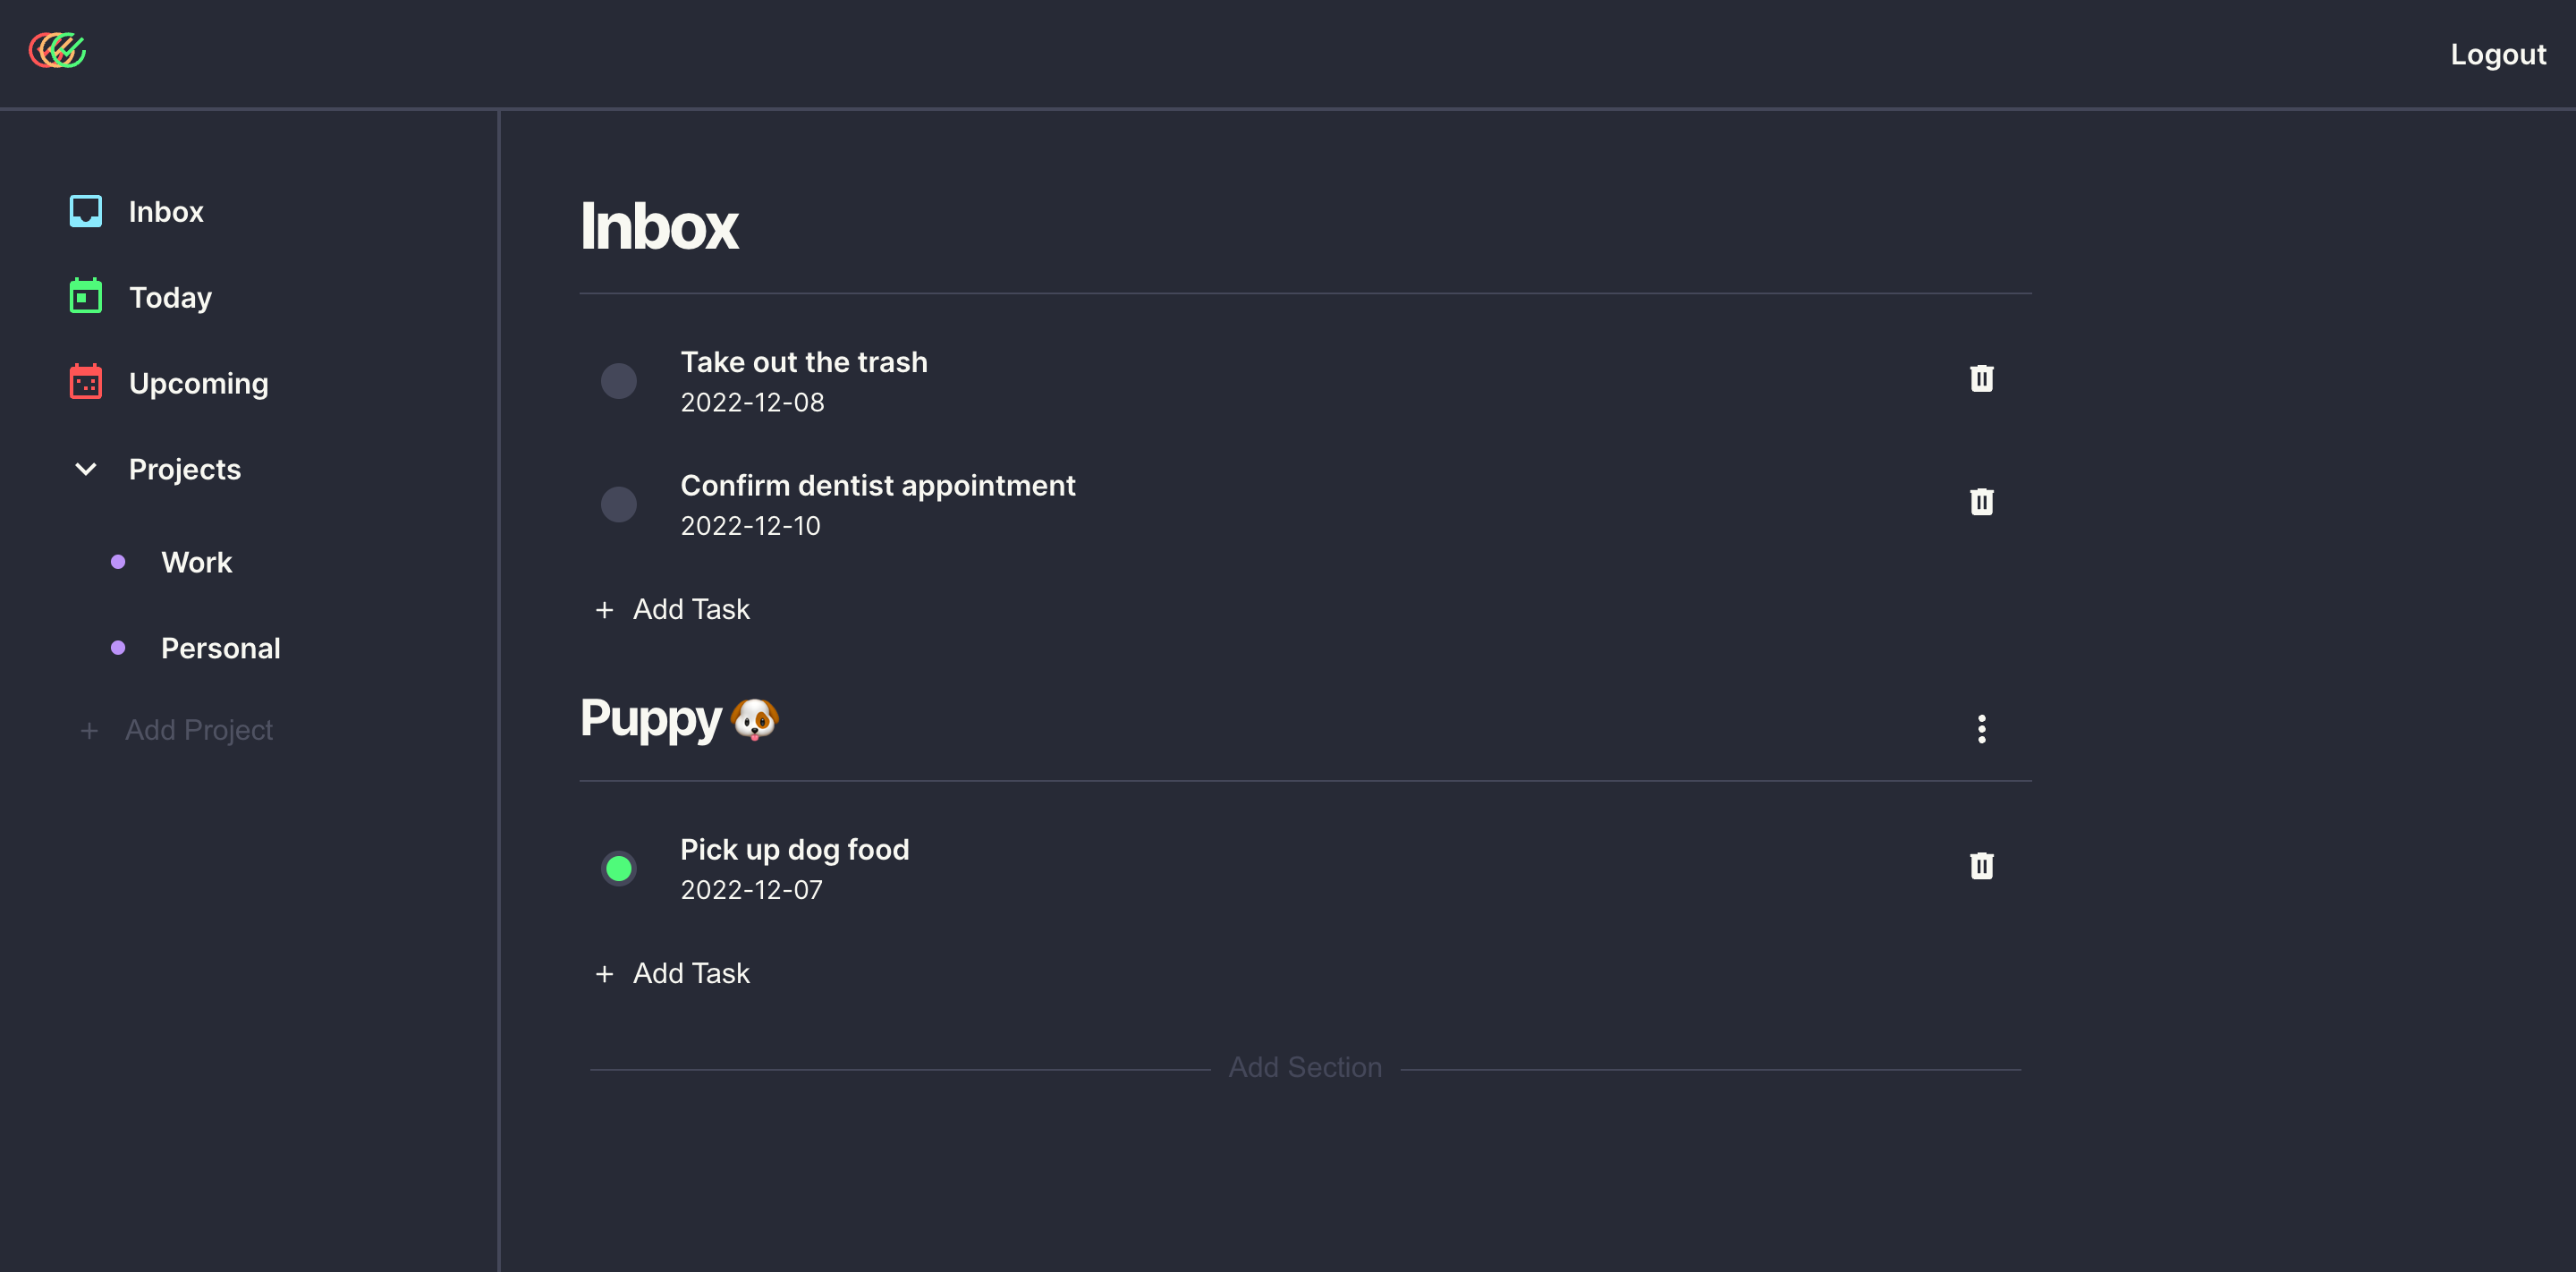 Logout
Inbox
Today
Upcoming
Projects
Work
Personal
+ Add Project
Inbox
Take out the trash
2022-12-08
Confirm dentist appointment
2022-12-10
+ Add Task
Puppy 🐶
Pick up dog food
2022-12-07
+ Add Task
Add Section